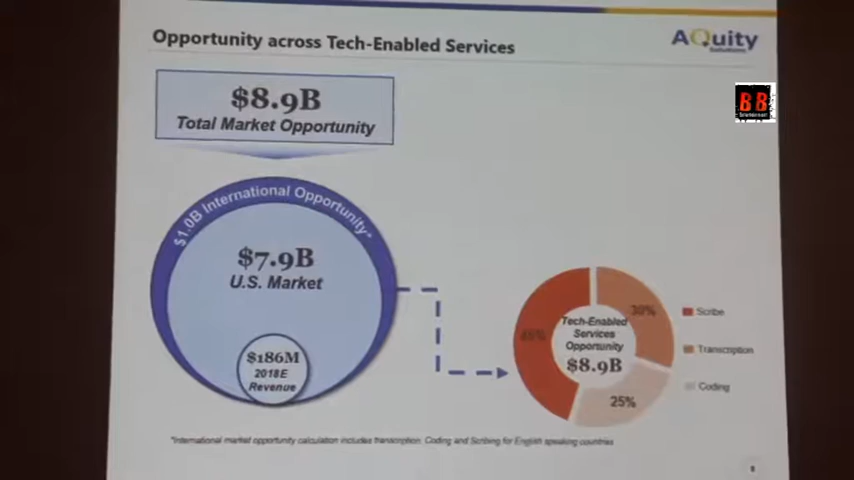 Opportunity across Tech-Enabled Services
AQuity
Solutions
$8.9B
Total Market Opportunity
BB
$1.0B International Opportunity*
$7.9B
U.S. Market
$186M
2018E
Revenue
45%
30%
25%
Tech-Enabled
Services
Opportunity
$8.9B
Scribe
Transcription
Coding
*International market opportunity calculation includes transcription, Coding and Scribing for English speaking countries